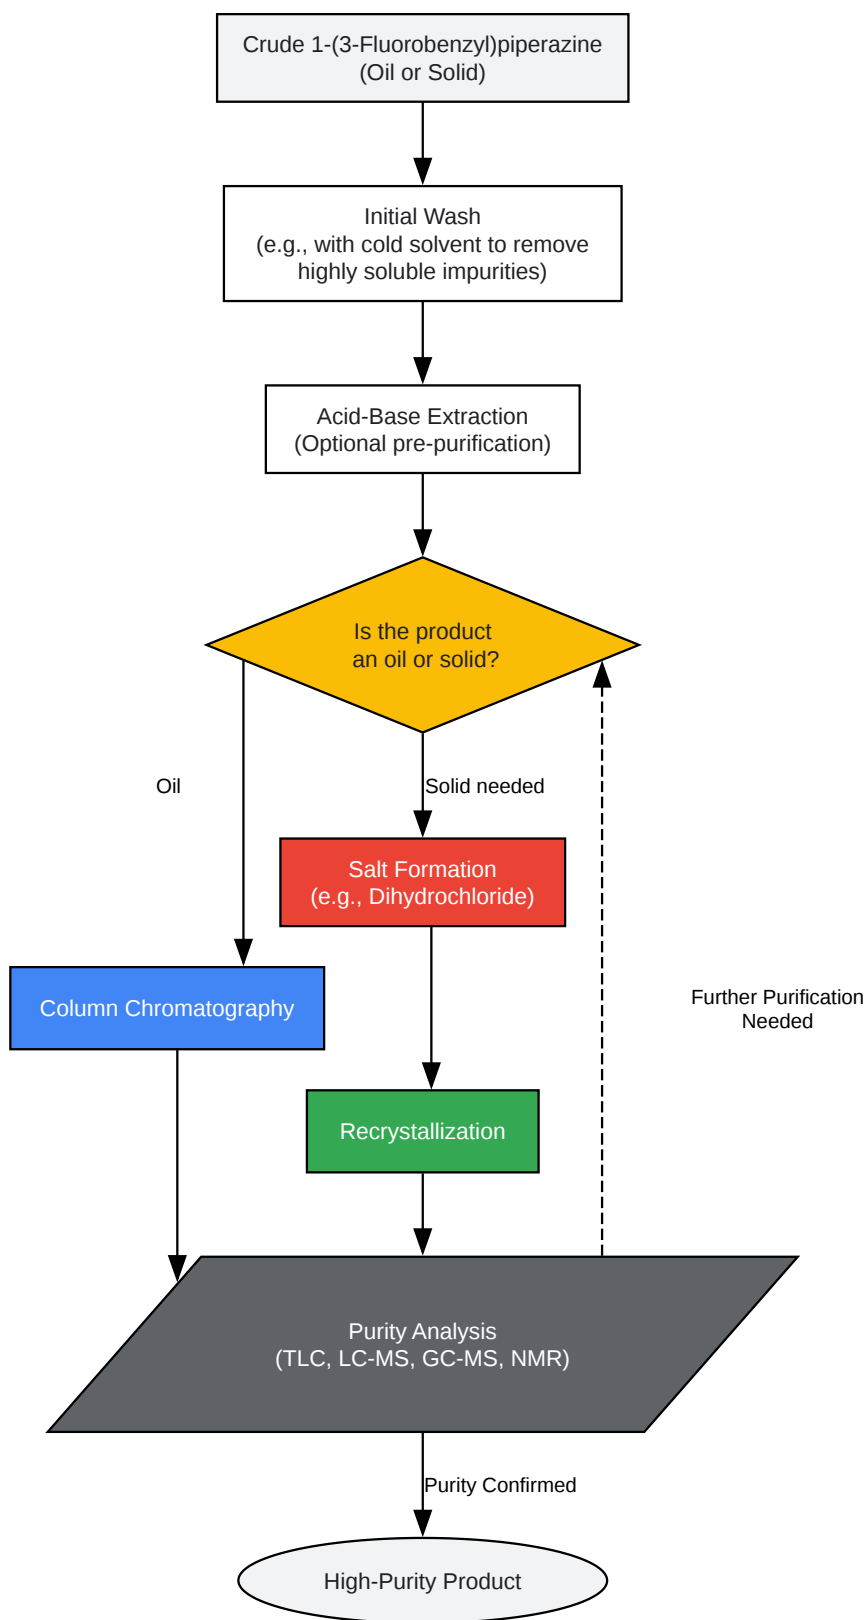 Crude 1-(3-Fluorobenzyl)piperazine
(Oil or Solid)
Initial Wash
(e.g., with cold solvent to remove
highly soluble impurities)
Acid-Base Extraction
(Optional pre-purification)
Is the product
an oil or solid?
Oil
Solid needed
Salt Formation
(e.g., Dihydrochloride)
Column Chromatography
Further Purification
Needed
Recrystallization
Purity Analysis
(TLC, LC-MS, GC-MS, NMR)
Purity Confirmed
High-Purity Product